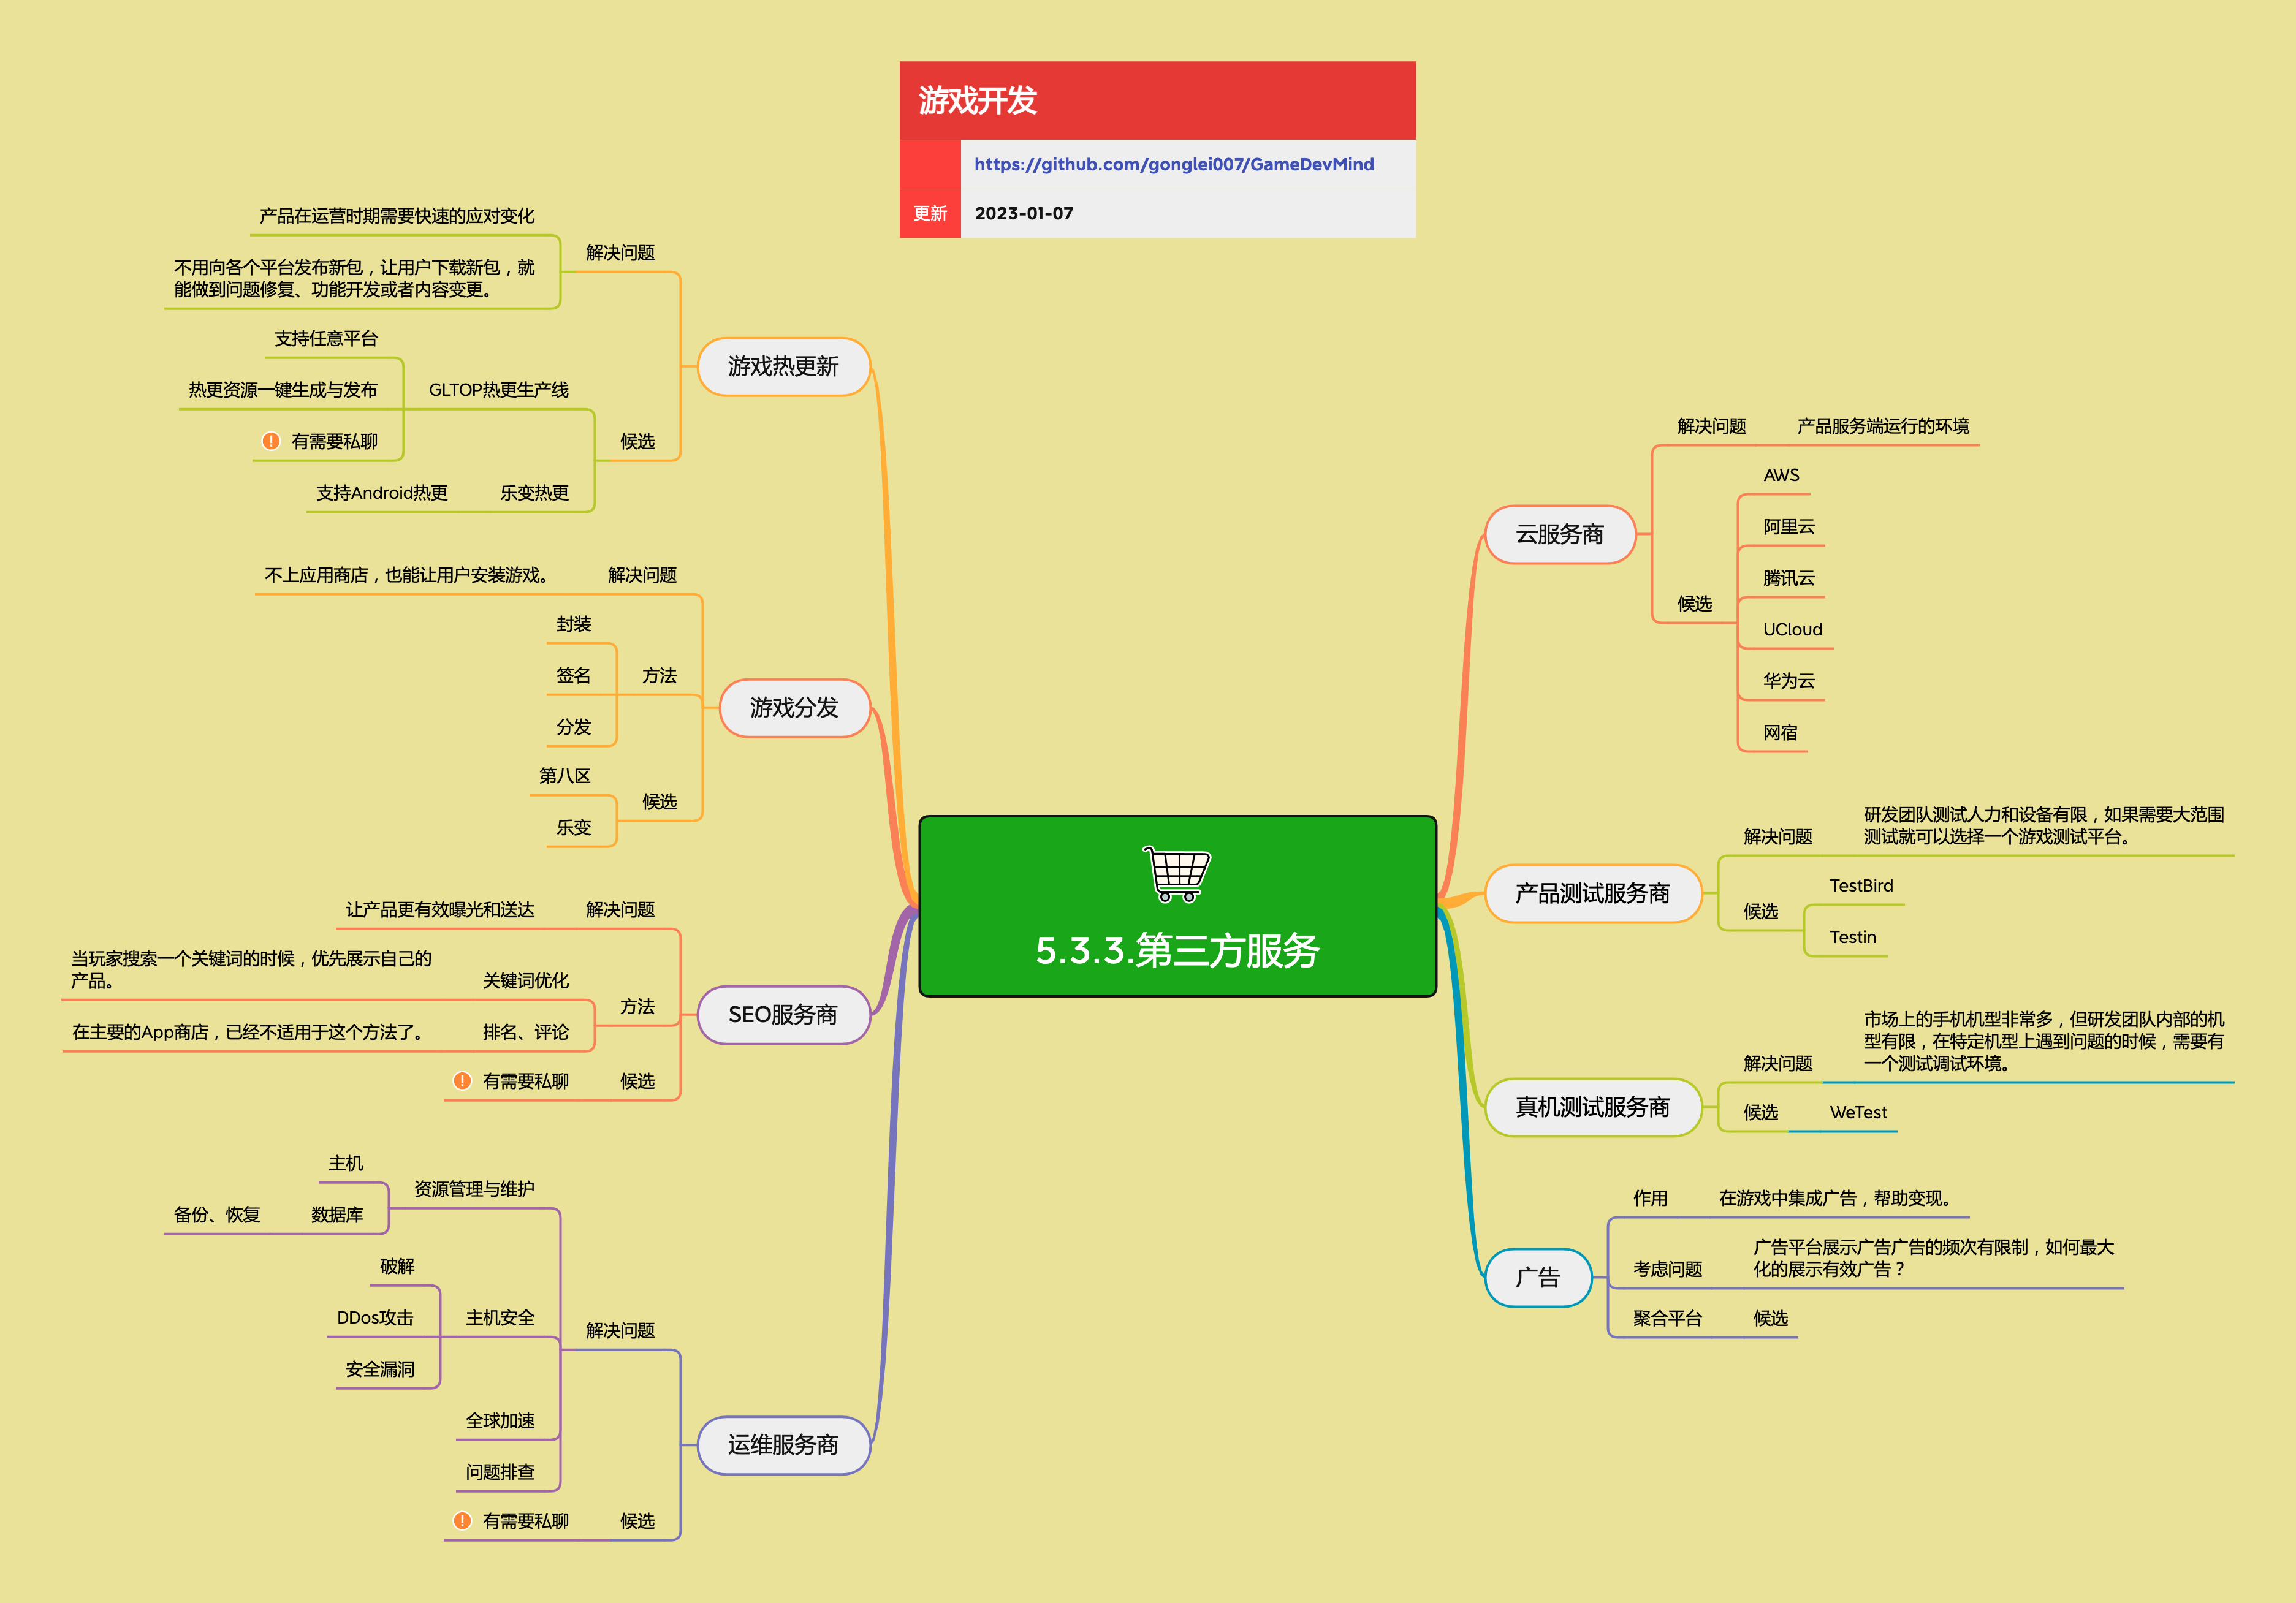 游戏开发
https://github.com/gonglei007/GameDevMind
更新
2023-01-07
5.3.3.第三方服务
云服务商
解决问题
产品服务端运行的环境
候选
AWS
阿里云
腾讯云
UCloud
华为云
网宿
产品测试服务商
解决问题
研发团队测试人力和设备有限，如果需要大范围
测试就可以选择一个游戏测试平台。
候选
TestBird
Testin
真机测试服务商
解决问题
市场上的手机机型非常多，但研发团队内部的机
型有限，在特定机型上遇到问题的时候，需要有
一个测试调试环境。
候选
WeTest
广告
作用
在游戏中集成广告，帮助变现。
考虑问题
广告平台展示广告广告的频次有限制，如何最大
化的展示有效广告？
聚合平台
候选
游戏热更新
解决问题
产品在运营时期需要快速的应对变化
不用向各个平台发布新包，让用户下载新包，就
能做到问题修复、功能开发或者内容变更。
候选
GLTOP热更生产线
支持任意平台
热更资源一键生成与发布
有需要私聊
乐变热更
支持Android热更
游戏分发
解决问题
不上应用商店，也能让用户安装游戏。
方法
封装
签名
分发
候选
第八区
乐变
SEO服务商
解决问题
让产品更有效曝光和送达
方法
关键词优化
当玩家搜索一个关键词的时候，优先展示自己的
产品。
排名、评论
在主要的App商店，已经不适用于这个方法了。
候选
有需要私聊
运维服务商
解决问题
资源管理与维护
主机
数据库
备份、恢复
主机安全
破解
DDos攻击
安全漏洞
全球加速
问题排查
候选
有需要私聊